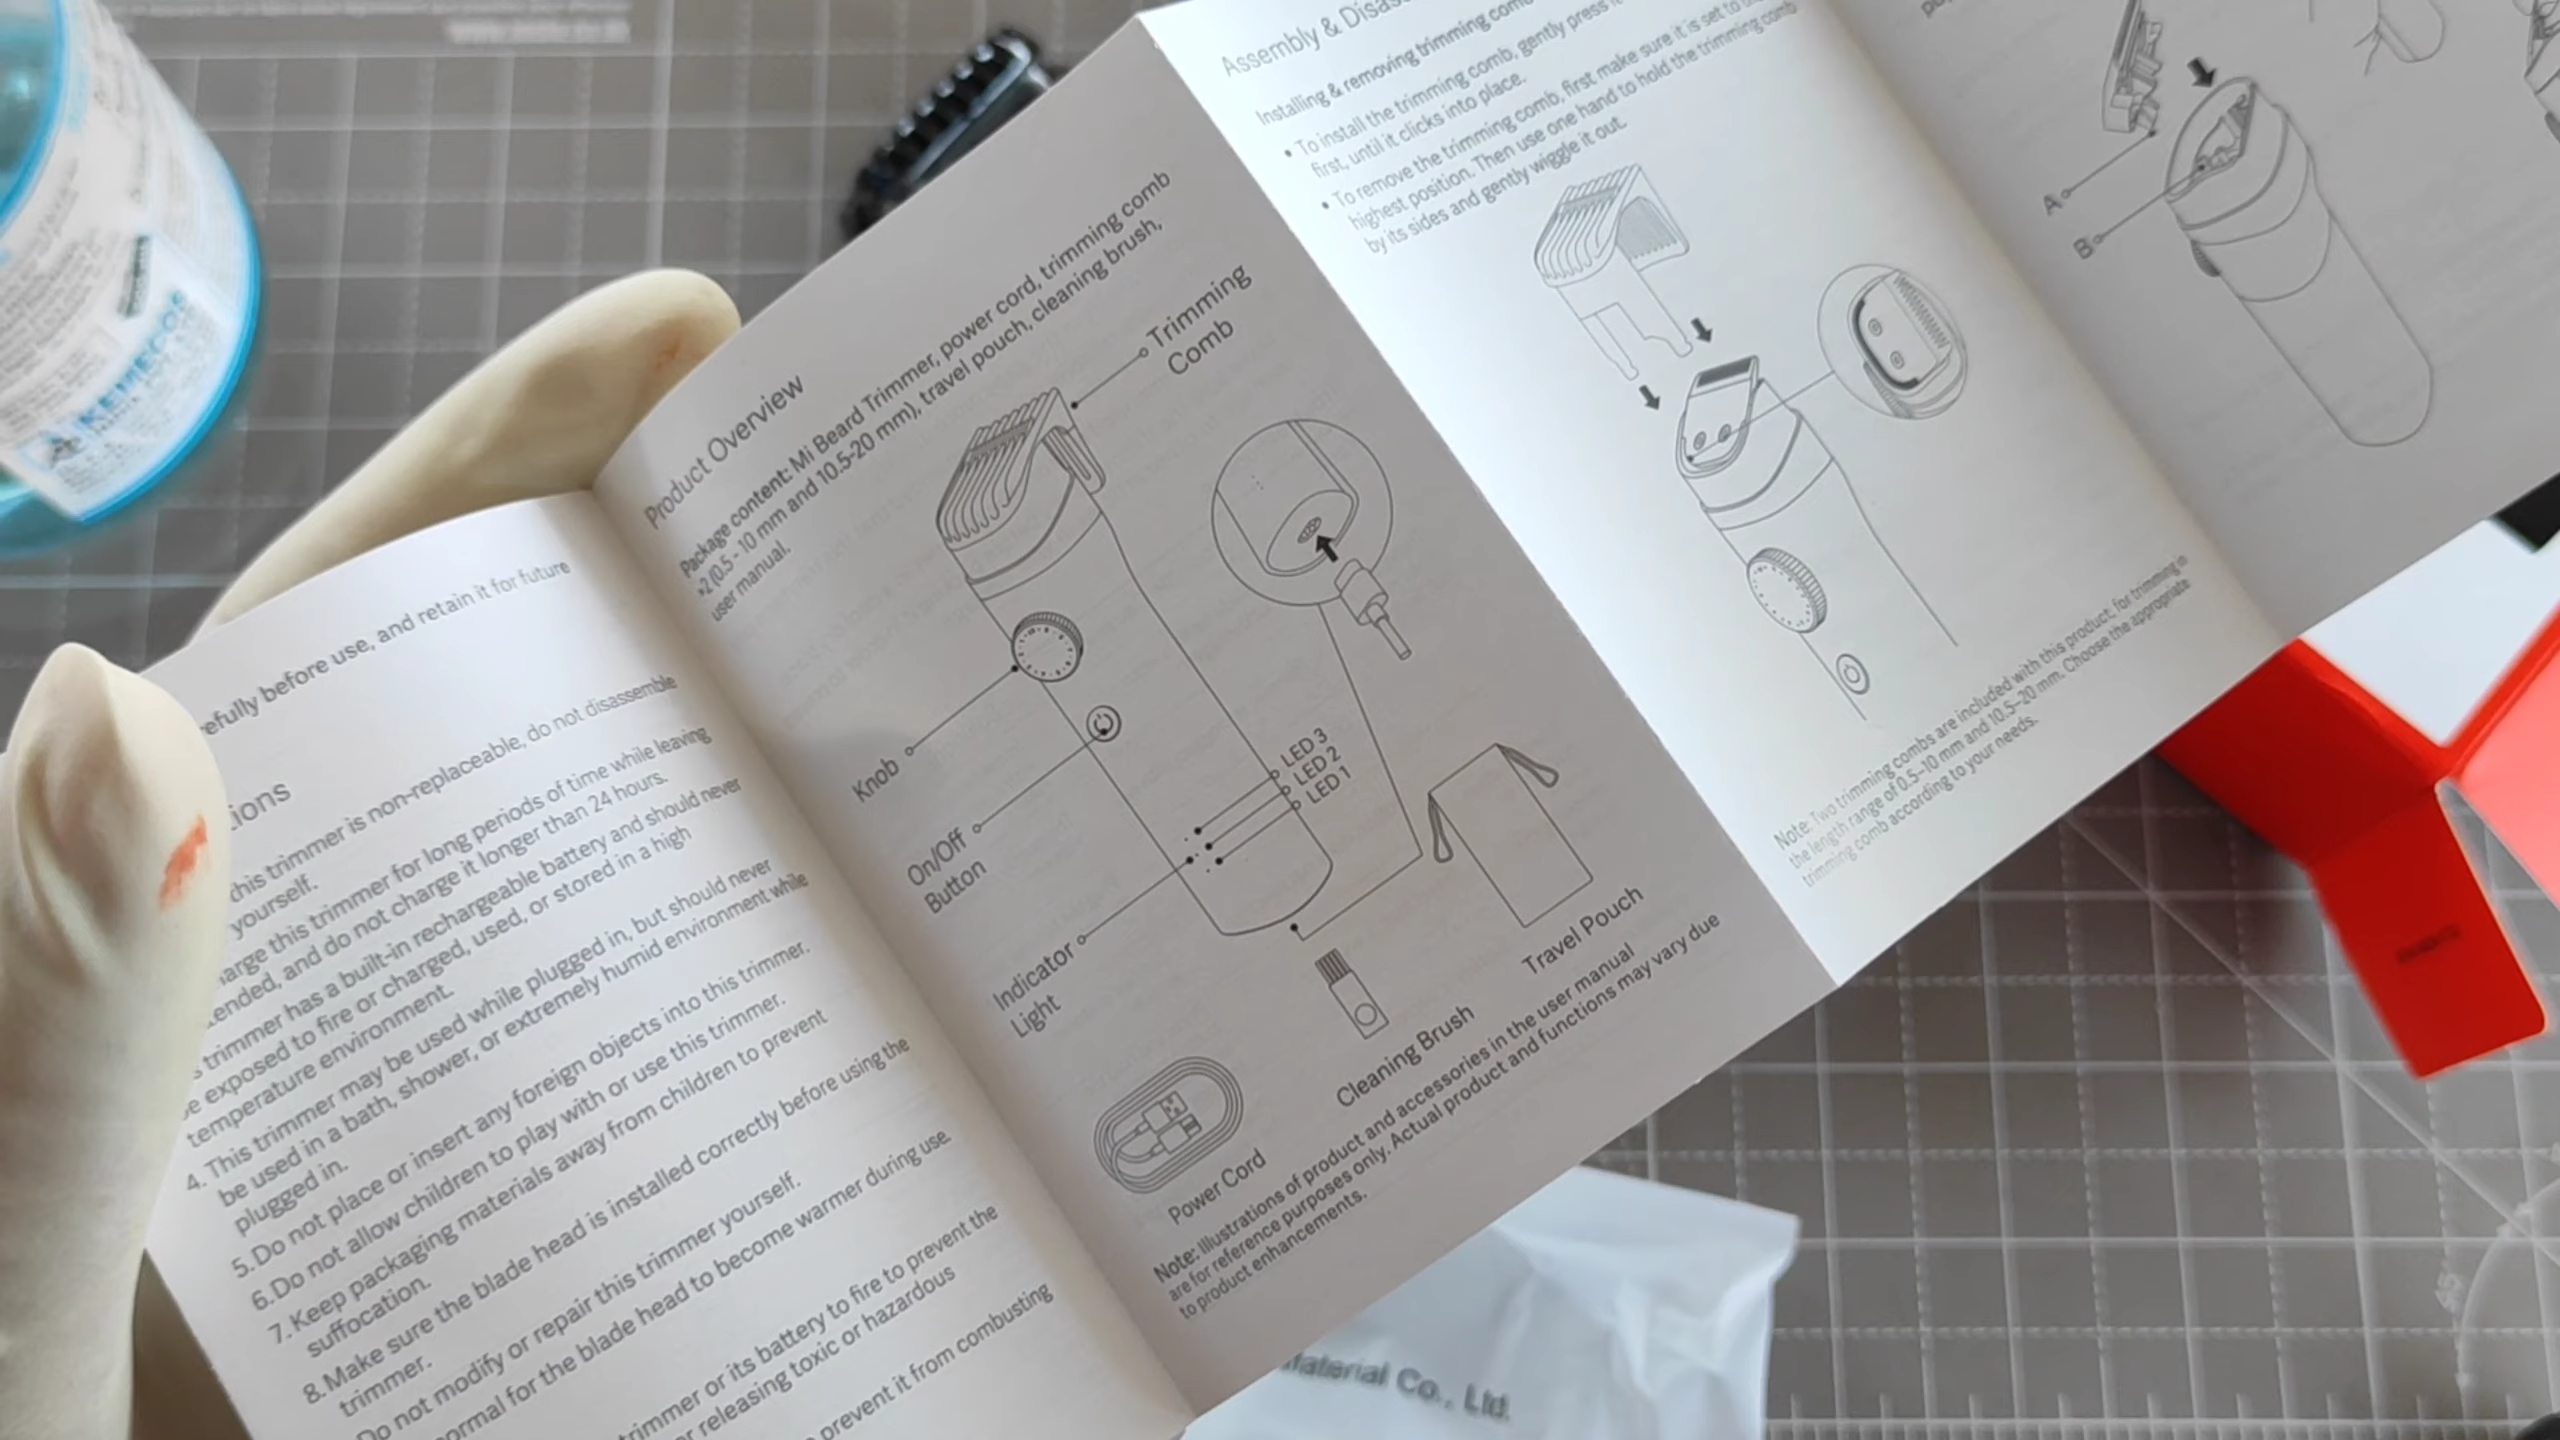 KEMECOS
refully before use, and retain it for future
tions
this trimmer is non-replaceable, do not disassemble
yourself.
arge this trimmer for long periods of time while leaving
ended, and do not charge it longer than 24 hours.
s trimmer has a built-in rechargeable battery and should never
e exposed to fire or charged, used, or stored in a high
temperature environment.
4. This trimmer may be used while plugged in, but should never
be used in a bath, shower, or extremely humid environment while
plugged in.
5. Do not place or insert any foreign objects into this trimmer.
6. Do not allow children to play with or use this trimmer.
7. Keep packaging materials away from children to prevent
suffocation.
8. Make sure the blade head is installed correctly before using the
trimmer.
Do not modify or repair this trimmer yourself.
normal for the blade head to become warmer during use.
trimmer or its battery to fire to prevent the
r releasing toxic or hazardous
prevent it from combusting
Product Overview
Package content: Mi Beard Trimmer, power cord, trimming comb
*2 (0.5 - 10 mm and 10.5-20 mm), travel pouch, cleaning brush,
user manual.
Trimming
Comb
Knob
On/Off
Button
LED 3
LED 2
LED 1
Indicator
Light
Travel Pouch
Cleaning Brush
Power Cord
Note: Illustrations of product and accessories in the user manual
are for reference purposes only. Actual product and functions may vary due
to product enhancements.
Assembly & Disas
Installing & removing trimming comb
• To install the trimming comb, gently press it
first, until it clicks into place.
• To remove the trimming comb, first make sure it is set to the
highest position. Then use one hand to hold the trimming comb
by its sides and gently wiggle it out.
Note: Two trimming combs are included with this product, for trimming in
the length range of 0.5–10 mm and 10.5–20 mm. Choose the appropriate
trimming comb according to your needs.
A
B
Material Co., Ltd.